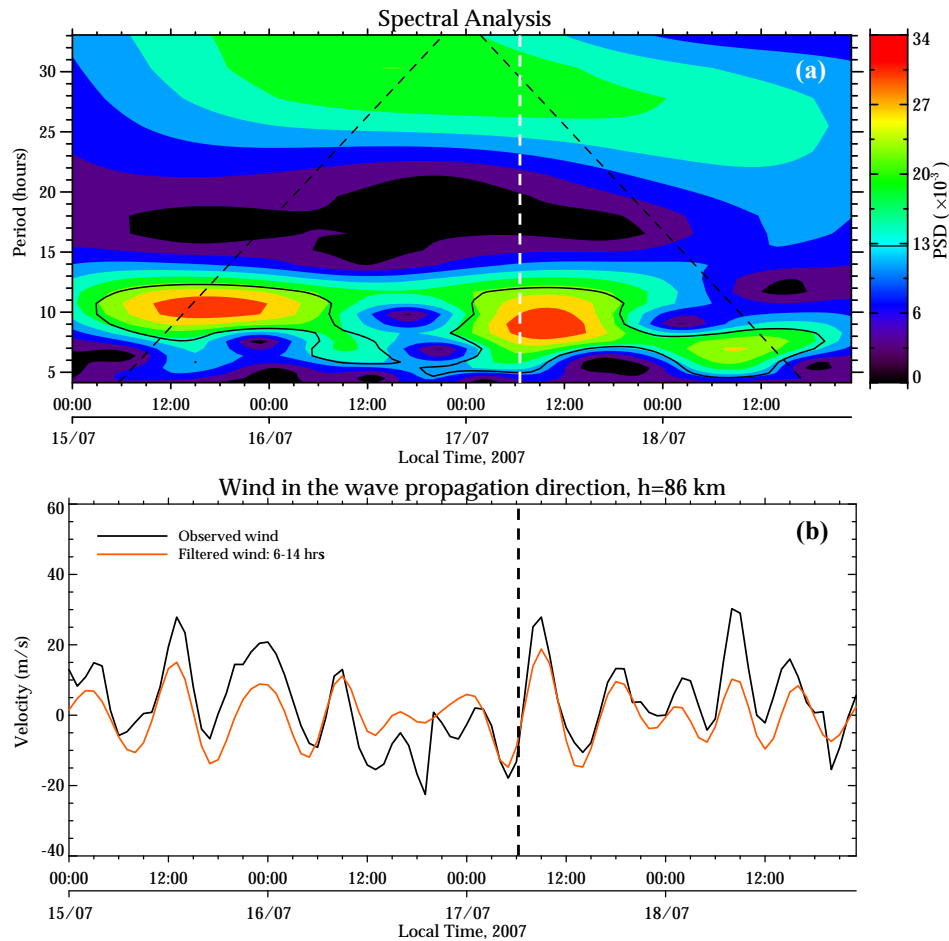 Spectral Analysis
(a)
30
25
20
15
10
5
Period (hours)
34
27
20
13
6
0
PSD (×10⁻³)
00:00 12:00 00:00 12:00 00:00 12:00 00:00 12:00
15/07 16/07 17/07 18/07
Local Time, 2007
Wind in the wave propagation direction, h=86 km
(b)
Observed wind
Filtered wind: 6-14 hrs
60
40
20
0
-20
-40
Velocity (m/s)
00:00 12:00 00:00 12:00 00:00 12:00 00:00 12:00
15/07 16/07 17/07 18/07
Local Time, 2007